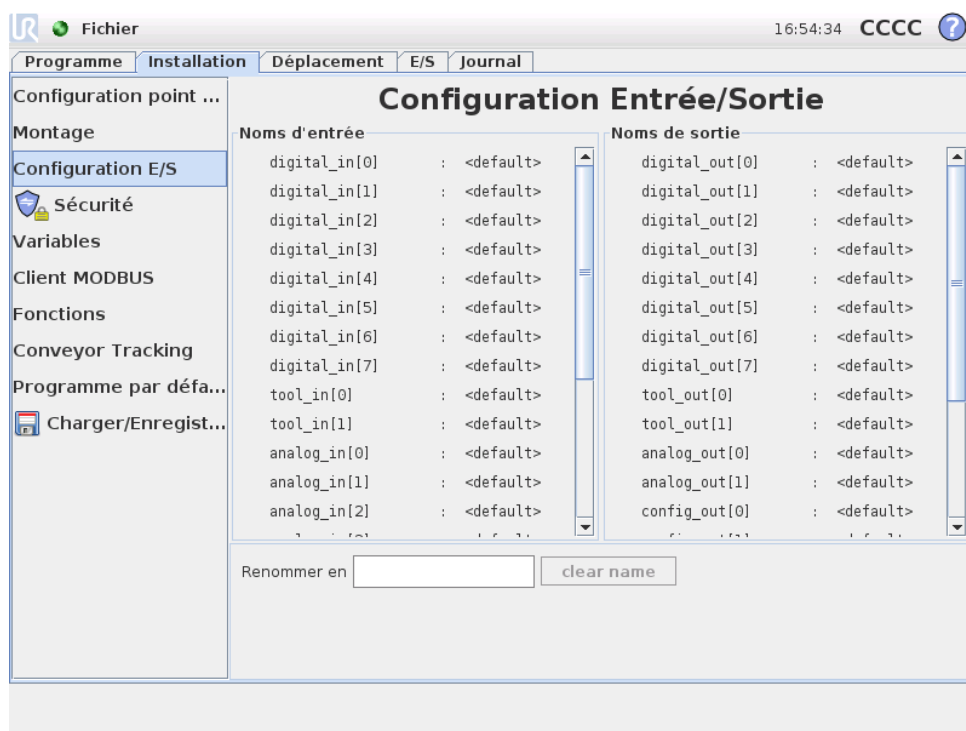 UR Fichier 16:54:34 CCCC ?
Programme Installation Déplacement E/S Journal
Configuration point ...
Montage
Configuration E/S
Sécurité
Variables
Client MODBUS
Fonctions
Conveyor Tracking
Programme par défa...
Charger/Enregist...
Configuration Entrée/Sortie
Noms d'entrée
digital_in[0] : <default>
digital_in[1] : <default>
digital_in[2] : <default>
digital_in[3] : <default>
digital_in[4] : <default>
digital_in[5] : <default>
digital_in[6] : <default>
digital_in[7] : <default>
tool_in[0] : <default>
tool_in[1] : <default>
analog_in[0] : <default>
analog_in[1] : <default>
analog_in[2] : <default>
Noms de sortie
digital_out[0] : <default>
digital_out[1] : <default>
digital_out[2] : <default>
digital_out[3] : <default>
digital_out[4] : <default>
digital_out[5] : <default>
digital_out[6] : <default>
digital_out[7] : <default>
tool_out[0] : <default>
tool_out[1] : <default>
analog_out[0] : <default>
analog_out[1] : <default>
config_out[0] : <default>
Renommer en
clear name